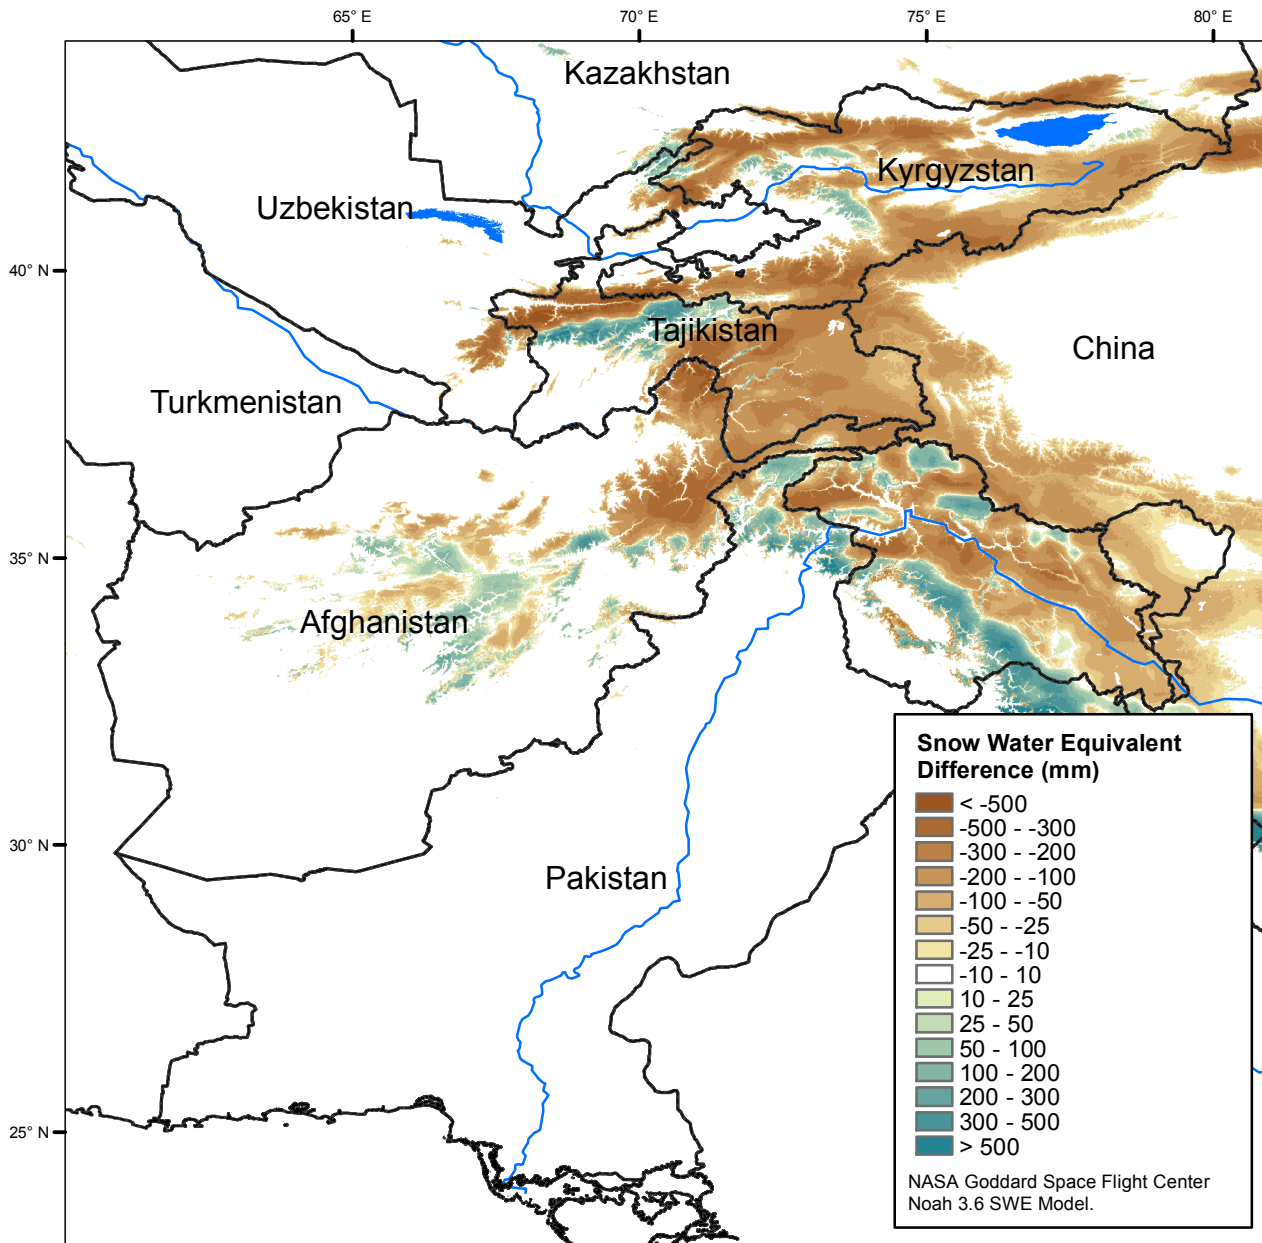 65° E
70° E
75° E
80° E
Kazakhstan
Kyrgyzstan
Uzbekistan
40° N
Tajikistan
China
Turkmenistan
35° N
Afghanistan
Snow Water Equivalent
Difference (mm)
< -500
-500 - -300
-300 - -200
-200 - -100
-100 - -50
-50 - -25
-25 - -10
-10 - 10
10 - 25
25 - 50
50 - 100
100 - 200
200 - 300
300 - 500
> 500
NASA Goddard Space Flight Center
Noah 3.6 SWE Model.
30° N
Pakistan
25° N